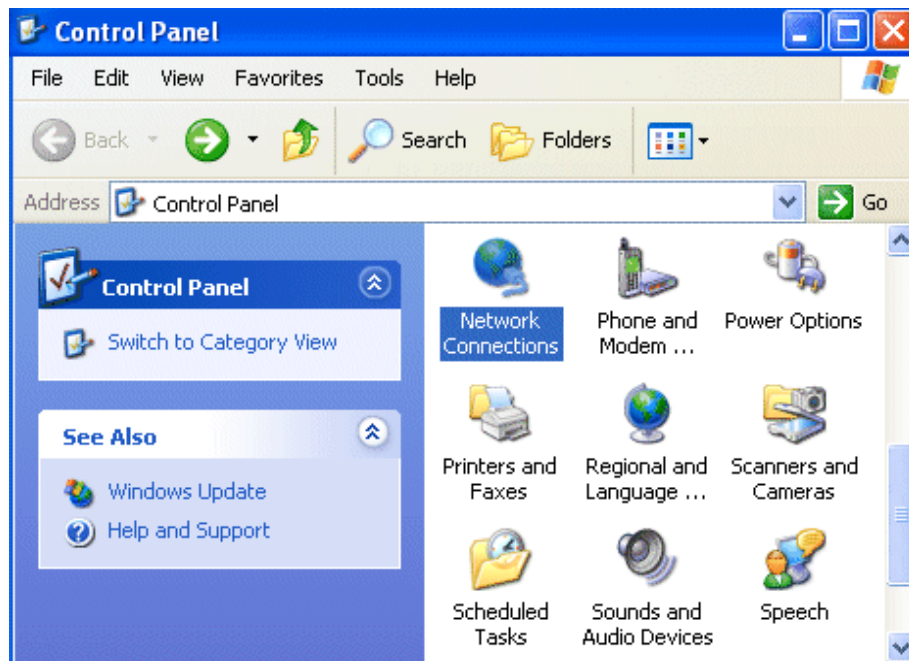 Control Panel
File Edit View Favorites Tools Help
Back Search Folders
Address Control Panel Go
Control Panel
Switch to Category View
See Also
Windows Update
Help and Support
Network
Connections
Phone and
Modem ...
Power Options
Printers and
Faxes
Regional and
Language ...
Scanners and
Cameras
Scheduled
Tasks
Sounds and
Audio Devices
Speech